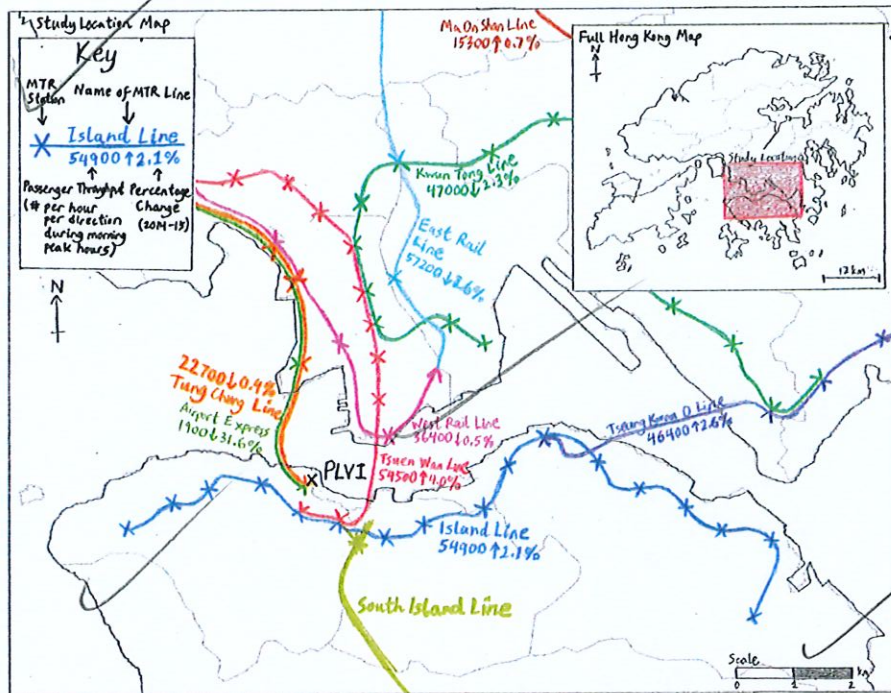 Study Location Map
Key
MTR Station
Name of MTR Line
Island Line
54900↑2.1%
Passenger Throughput
(# per hour
per direction
during morning
peak hours)
Percentage
Change
(2014-15)
N
Ma On Shan Line
15300↑0.7%
Full Hong Kong Map
N
Study Location
12km
Kwun Tong Line
47000↓2.3%
East Rail
Line
57200↓2.6%
22700↓0.4%
Tung Chung Line
Airport Express
1900↓31.6%
PLVI
West Rail Line
36400↓0.5%
Tsuen Wan Line
54500↑4.0%
Tseung Kwan O Line
46400↑2.6%
Island Line
54900↑2.1%
South Island Line
Scale
0 1 2 km